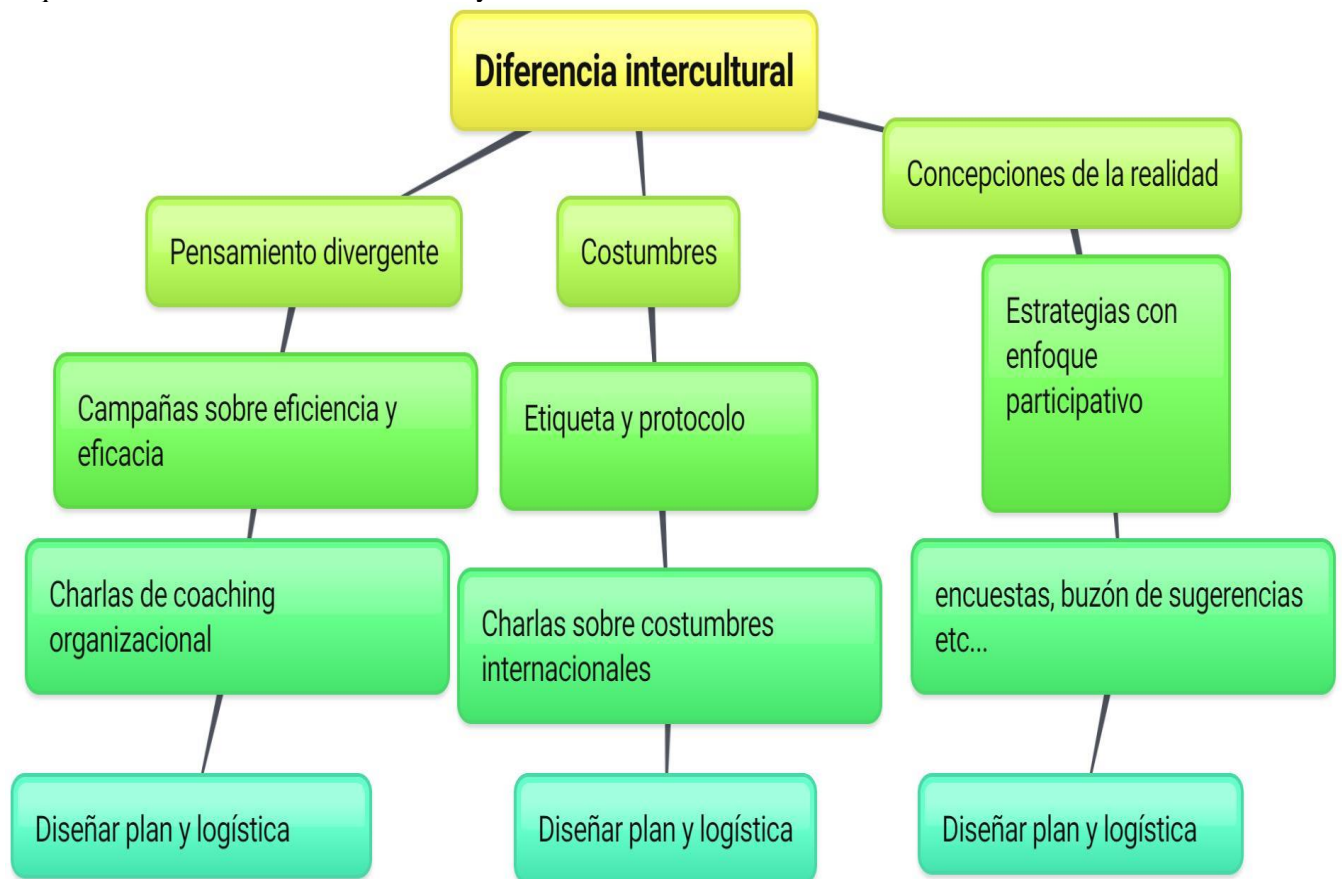 Diferencia intercultural
Concepciones de la realidad
Pensamiento divergente
Costumbres
Estrategias con
enfoque
participativo
Campañas sobre eficiencia y
eficacia
Etiqueta y protocolo
Charlas de coaching
organizacional
Charlas sobre costumbres
internacionales
encuestas, buzón de sugerencias
etc...
Diseñar plan y logística
Diseñar plan y logística
Diseñar plan y logística